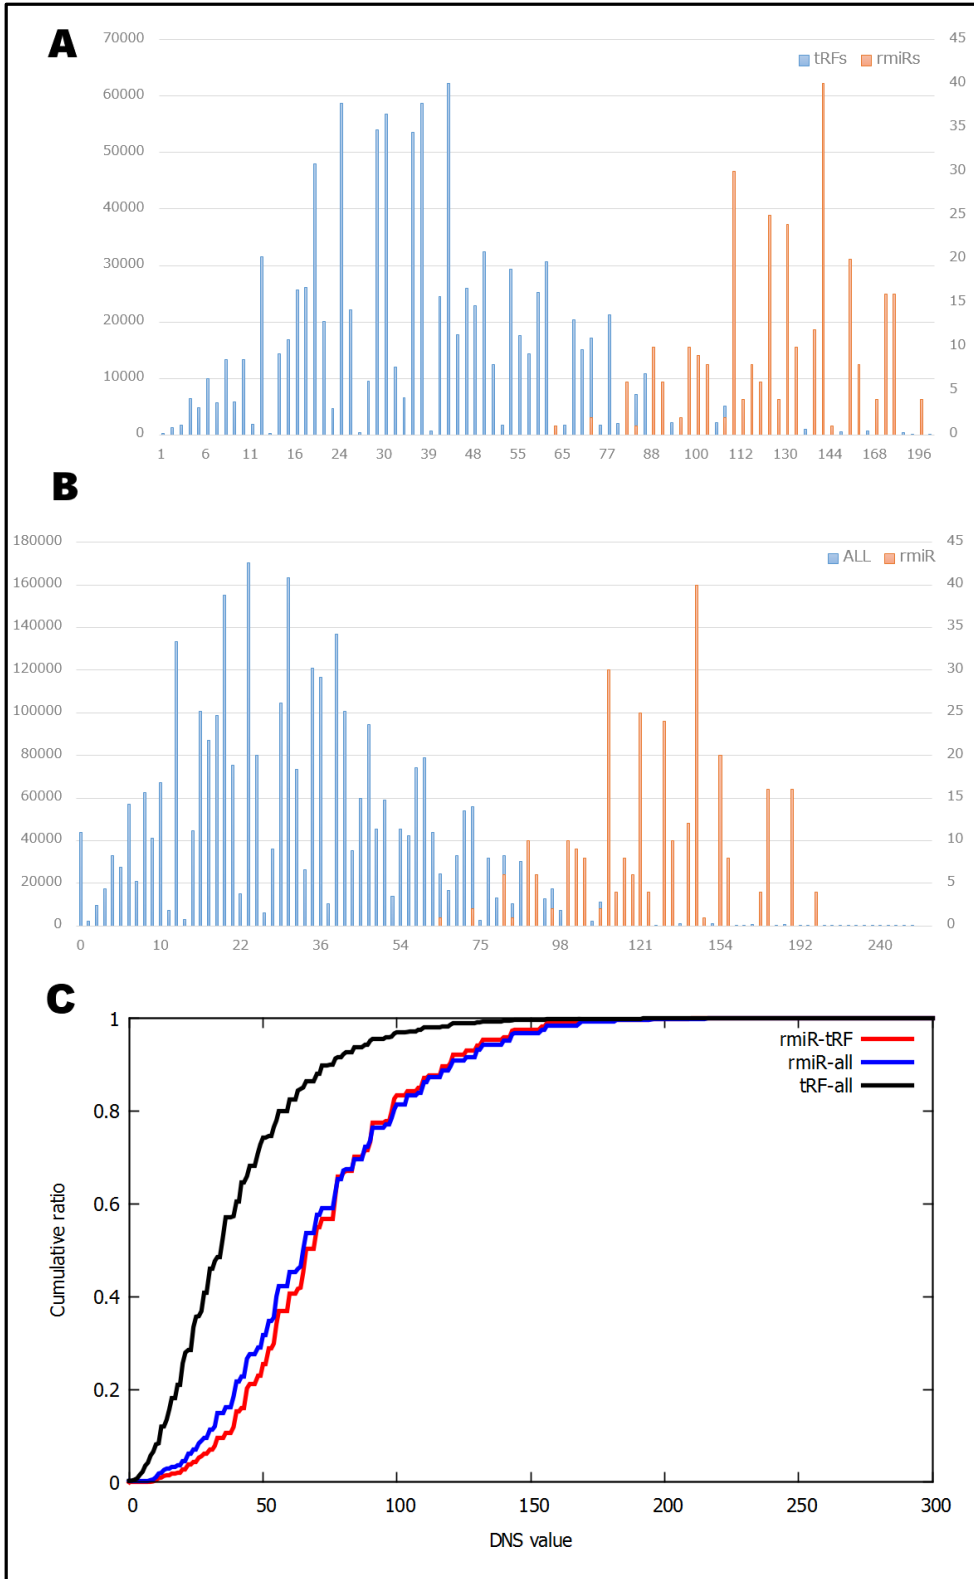 A
70000 45
tRFs rmiRs
60000 40
35
50000
30
40000
25
30000
20
15
20000
10
10000
5
0 0
1 6 11 16 24 30 39 48 55 65 77 88 100 112 130 144 168 196
B
180000 45
ALL rmiR
160000 40
140000 35
120000 30
100000 25
80000 20
60000 15
40000 10
20000 5
0 0
0 10 22 36 54 75 98 121 154 192 240
C
1
rmiR-tRF
rmiR-all
tRF-all
0.8
0.6
Cumulative ratio
0.4
0.2
0
0 50 100 150 200 250 300
DNS value